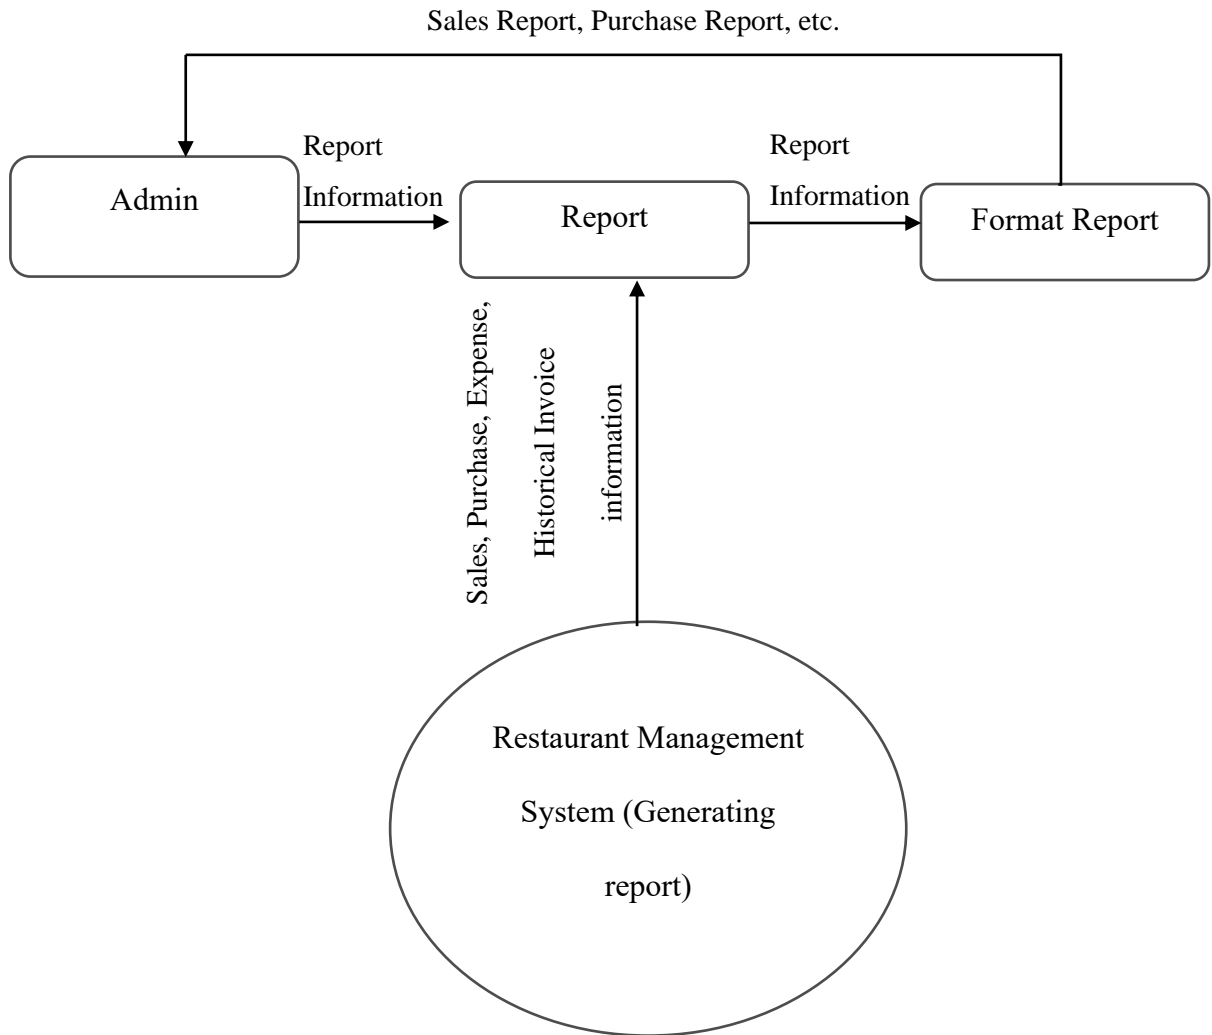 Sales Report, Purchase Report, etc.
Report
Information
Report
Information
Admin
Report
Format Report
Sales, Purchase, Expense,
Historical Invoice
information
Restaurant Management
System (Generating
report)